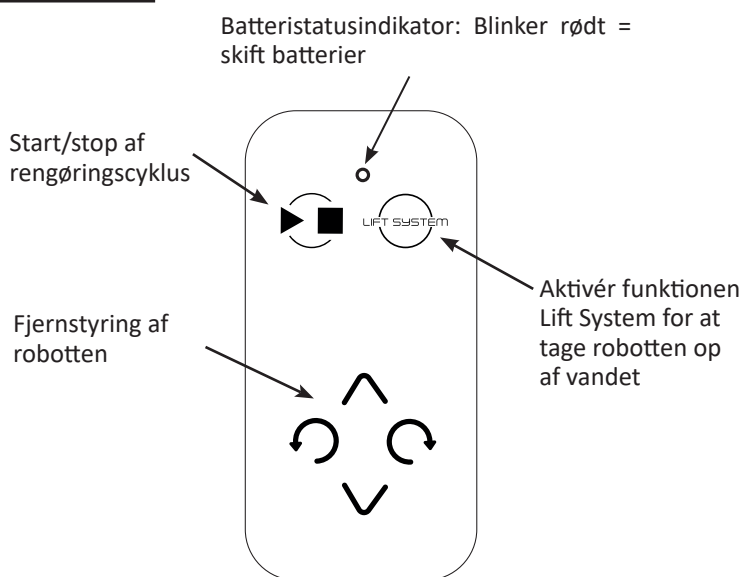 Batteristatusindikator: Blinker rødt =
skift batterier
Start/stop af
rengøringscyklus
LIFT SYSTEM
Aktivér funktionen
Lift System for at
tage robotten op
af vandet
Fjernstyring af
robotten